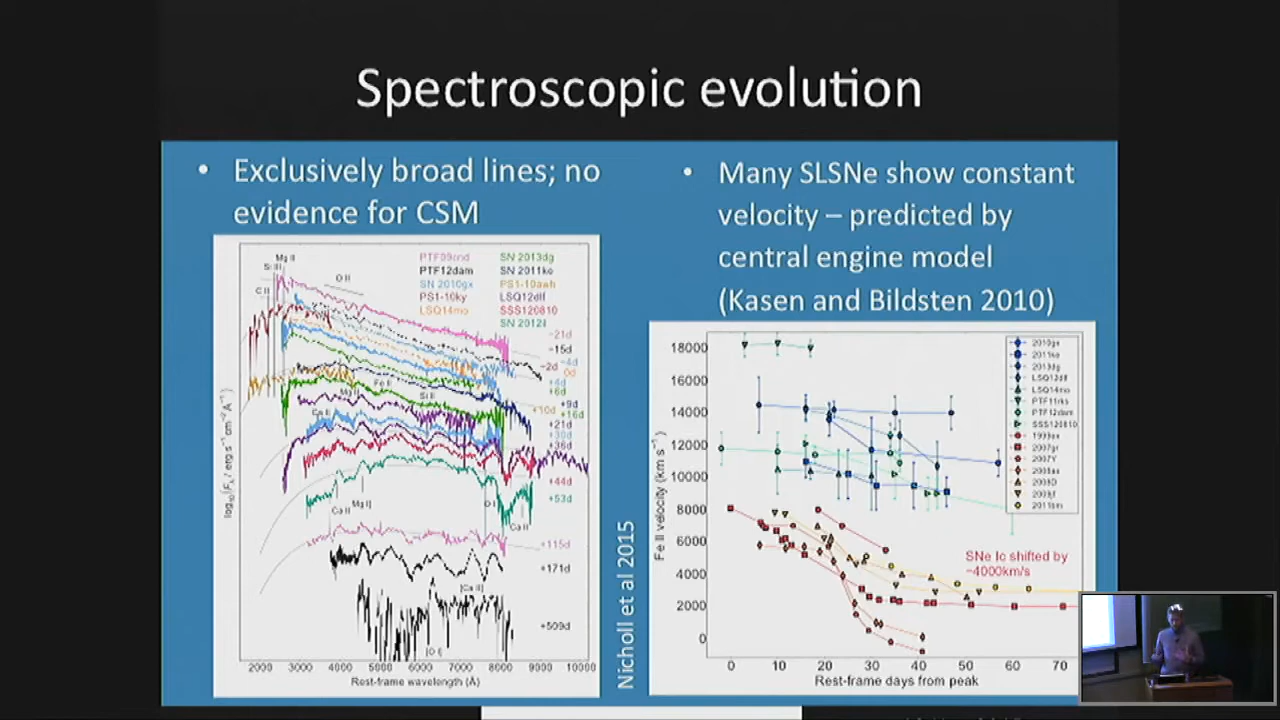 Spectroscopic evolution
• Exclusively broad lines; no
evidence for CSM
• Many SLSNe show constant
velocity – predicted by
central engine model
(Kasen and Bildsten 2010)
Mg II
Si III
C II
O II
PTF09cnd
PTF12dam
SN 2010gx
PS1-10ky
LSQ14mo
SN 2013dg
SN 2011ke
PS1-10awh
LSQ12dlf
SSS120810
SN 2012il
−21d
−15d
−2d
−4d
0d
+4d
+6d
+9d
+10d
+16d
+21d
+30d
+36d
+44d
+53d
+115d
+171d
+509d
Fe II
Mg II
Si II
Ca II
Ca II
Mg I]
O I
Ca II
[Ca II]
[O I]
2000 3000 4000 5000 6000 7000 8000 9000 10000
Rest-frame wavelength (Å)
Nicholl et al 2015
18000
16000
14000
12000
10000
8000
6000
4000
2000
0
Fe II velocity (km s⁻¹)
2010gx
2011ke
2013dg
LSQ12dlf
LSQ14mo
PTF11rks
PTF12dam
SSS120810
2007gr
SNe Ic shifted by
−4000km/s
0 10 20 30 40 50 60 70
Rest-frame days from peak